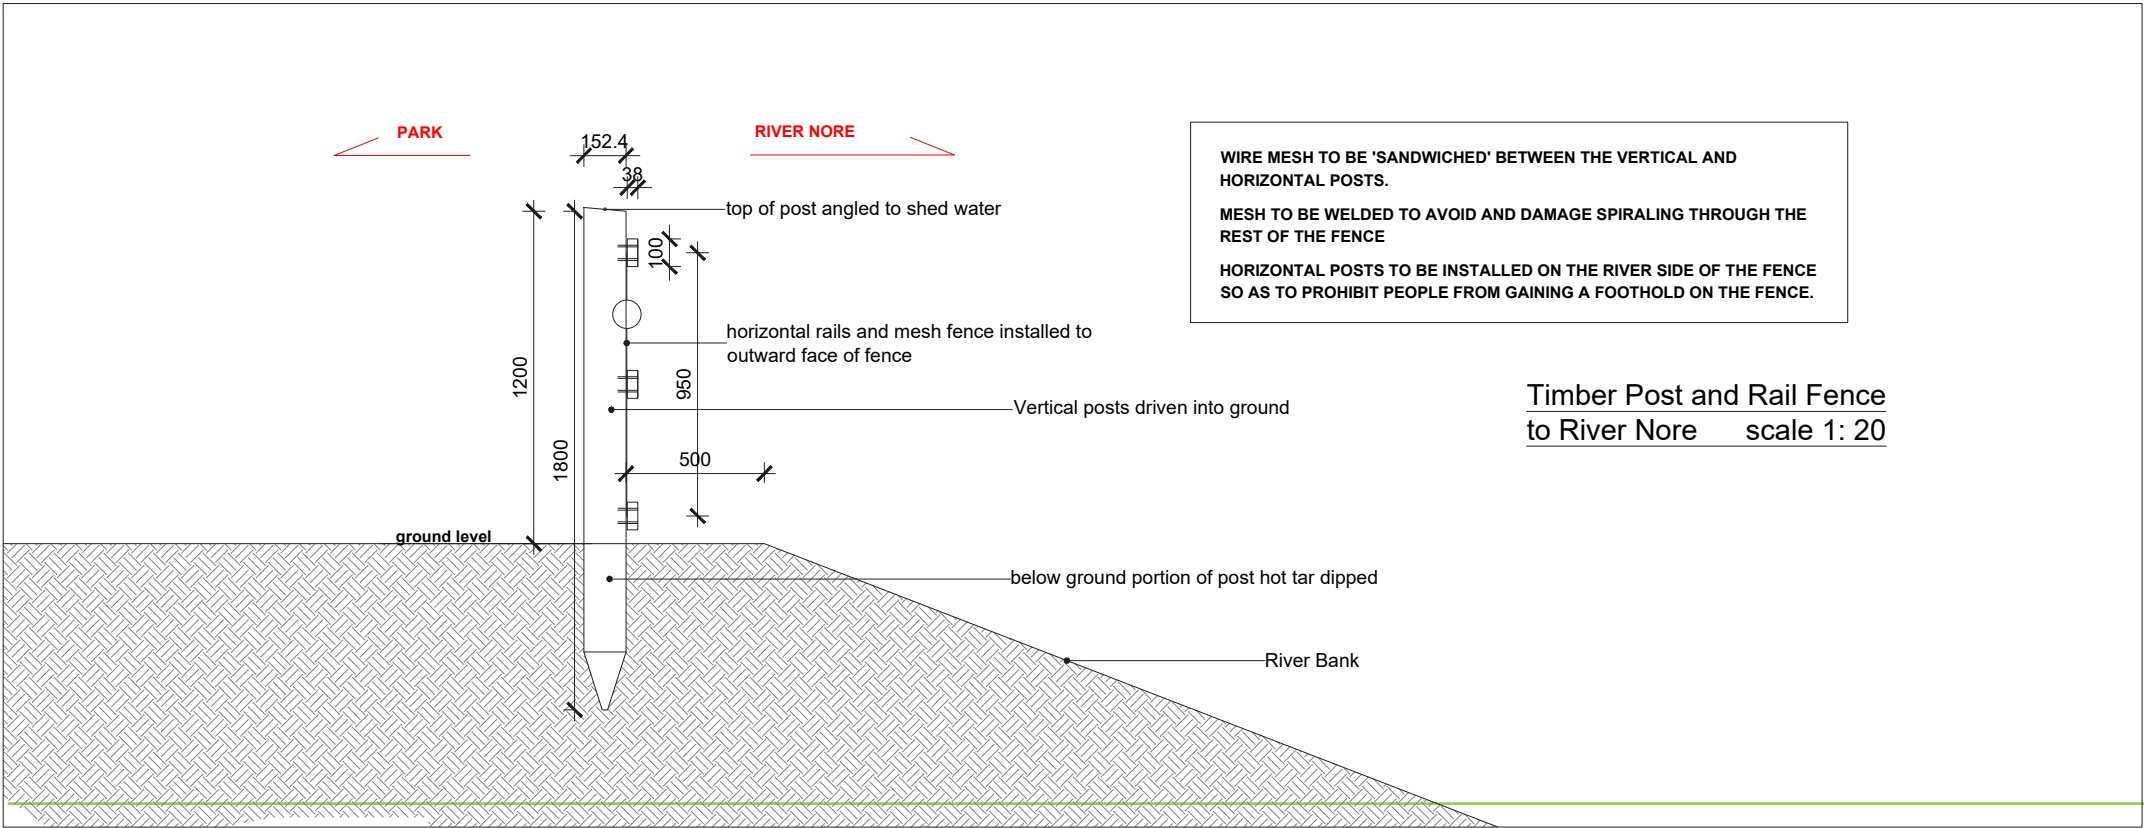 PARK
RIVER NORE
152.4
38
top of post angled to shed water
100
1200
horizontal rails and mesh fence installed to
outward face of fence
950
Vertical posts driven into ground
1800
500
ground level
below ground portion of post hot tar dipped
River Bank
WIRE MESH TO BE 'SANDWICHED' BETWEEN THE VERTICAL AND
HORIZONTAL POSTS.
MESH TO BE WELDED TO AVOID AND DAMAGE SPIRALING THROUGH THE
REST OF THE FENCE
HORIZONTAL POSTS TO BE INSTALLED ON THE RIVER SIDE OF THE FENCE
SO AS TO PROHIBIT PEOPLE FROM GAINING A FOOTHOLD ON THE FENCE.
Timber Post and Rail Fence
to River Nore scale 1: 20